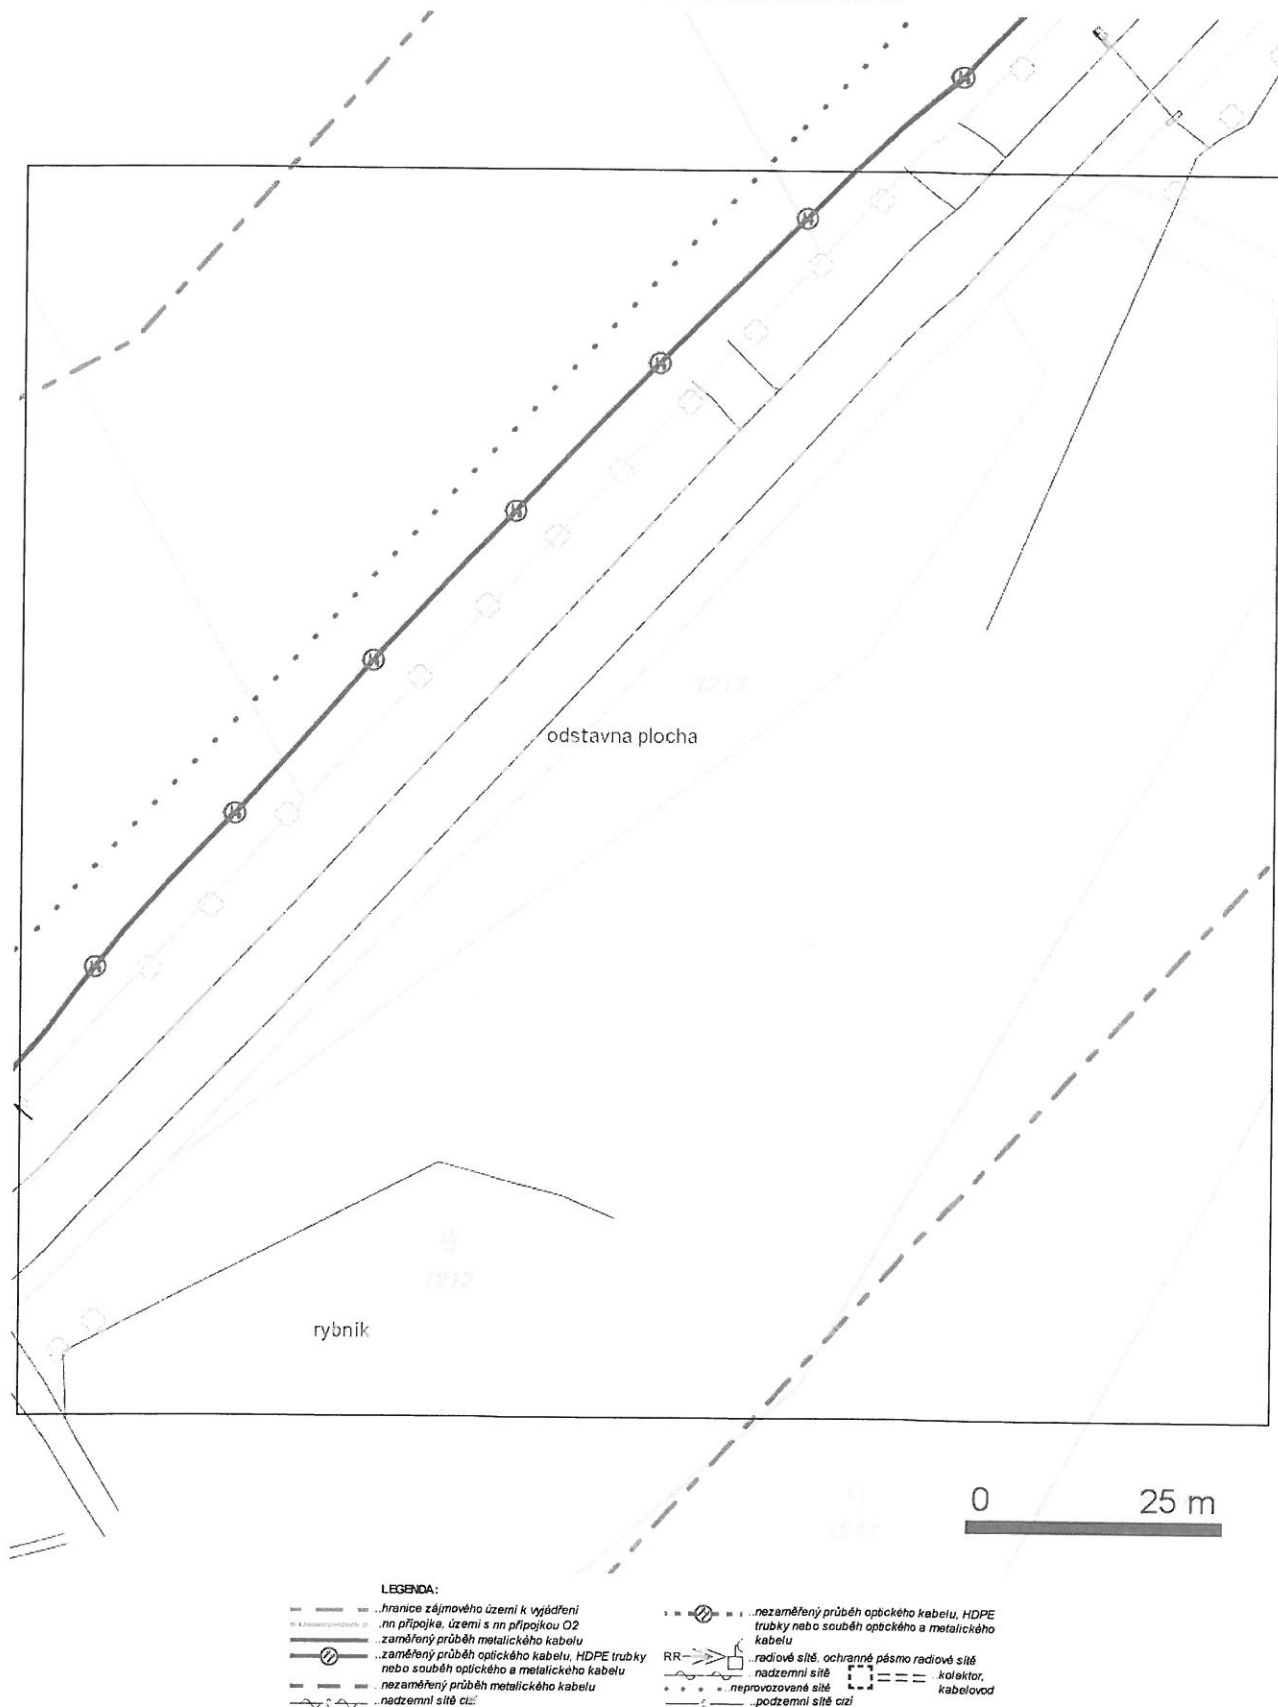 1213
odstavna plocha
1212
rybník
0 25 m
1214
LEGENDA:
..hranice zájmového území k vyjádření
..nn přípojka, území s nn přípojkou O2
..zaměřený průběh metalického kabelu
..zaměřený průběh optického kabelu, HDPE trubky
nebo souběh optického a metalického kabelu
..nezaměřený průběh metalického kabelu
..nadzemní sítě cizí
..nezaměřený průběh optického kabelu, HDPE
trubky nebo souběh optického a metalického
kabelu
RR
..radiové sítě, ochranné pásmo radiové sítě
..nadzemní sítě
..kolektor,
kabelovod
..neprovozované sítě
..podzemní sítě cizí